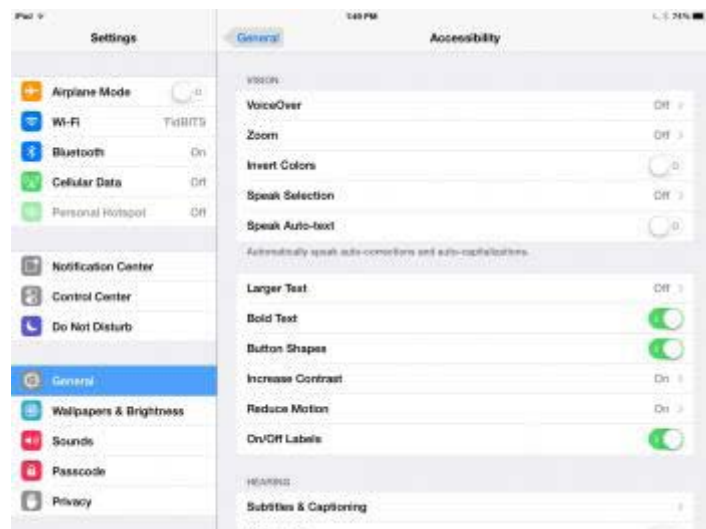 iPad
1:40 PM
74%
Settings
General
Accessibility
Airplane Mode
Wi-Fi TidBITS
Bluetooth On
Cellular Data Off
Personal Hotspot Off
Notification Center
Control Center
Do Not Disturb
General
Wallpapers & Brightness
Sounds
Passcode
Privacy
VISION
VoiceOver Off
Zoom Off
Invert Colors
Speak Selection Off
Speak Auto-text
Automatically speak auto-corrections and auto-capitalizations.
Larger Text Off
Bold Text
Button Shapes
Increase Contrast On
Reduce Motion On
On/Off Labels
HEARING
Subtitles & Captioning